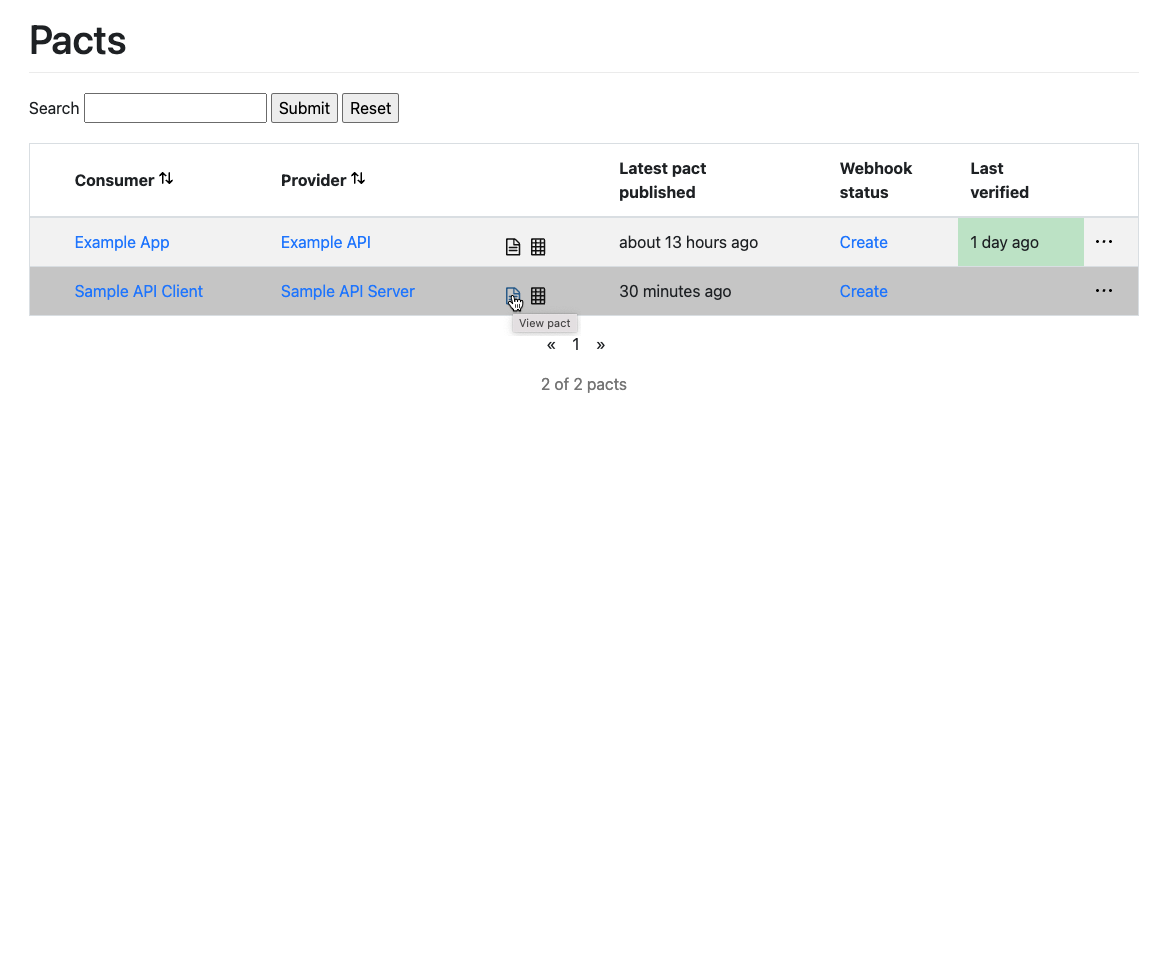 Pacts
Search Submit Reset
Consumer Provider Latest pact published Webhook status Last verified
Example App Example API about 13 hours ago Create 1 day ago ...
Sample API Client Sample API Server 30 minutes ago Create ...
View pact
« 1 »
2 of 2 pacts